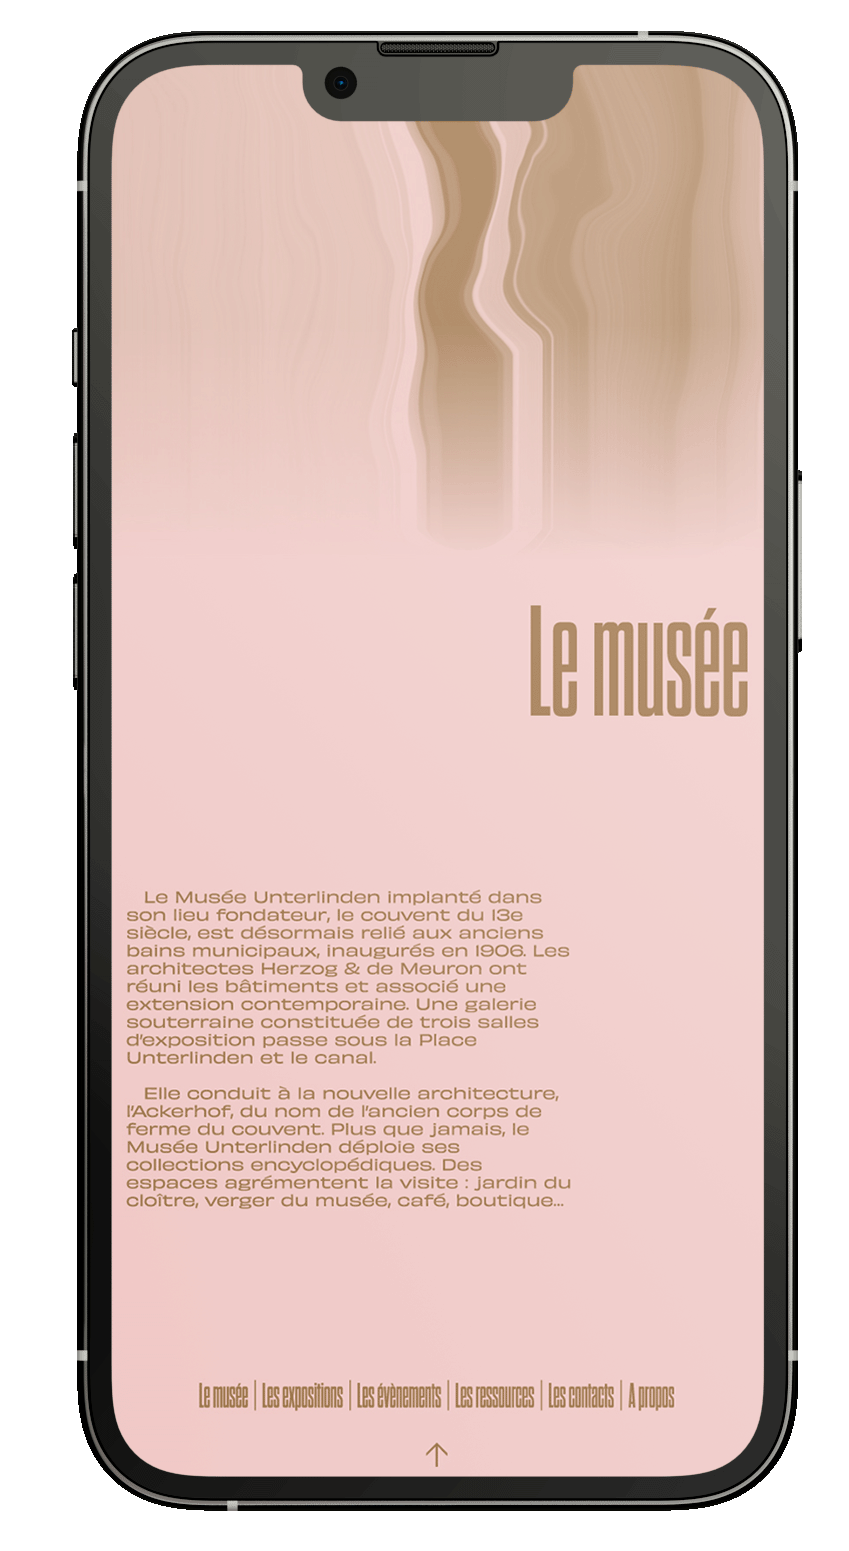 Le musée
Le Musée Unterlinden implanté dans
son lieu fondateur, le couvent du 13e
siècle, est désormais relié aux anciens
bains municipaux, inaugurés en 1906. Les
architectes Herzog & de Meuron ont
réuni les bâtiments et associé une
extension contemporaine. Une galerie
souterraine constituée de trois salles
d'exposition passe sous la Place
Unterlinden et le canal.
Elle conduit à la nouvelle architecture,
l'Ackerhof, du nom de l'ancien corps de
ferme du couvent. Plus que jamais, le
Musée Unterlinden déploie ses
collections encyclopédiques. Des
espaces agrémentent la visite : jardin du
cloître, verger du musée, café, boutique...
Le musée | Les expositions | Les évènements | Les ressources | Les contacts | A propos